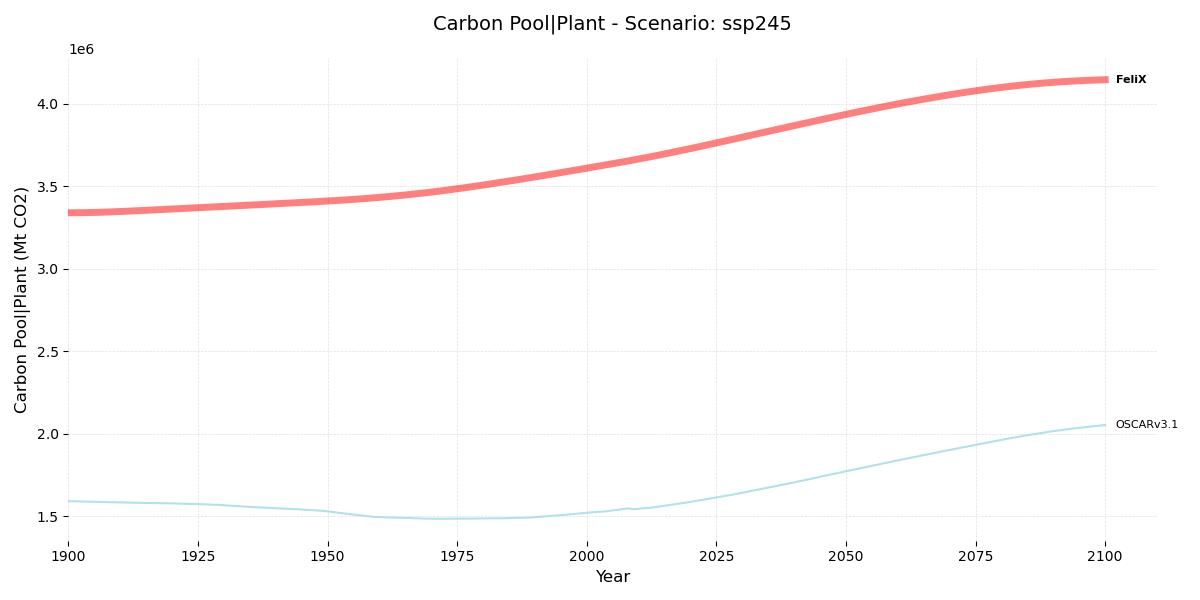 Carbon Pool|Plant - Scenario: ssp245
1e6
4.0
3.5
3.0
2.5
2.0
1.5
Carbon Pool|Plant (Mt CO2)
FeliX
OSCARv3.1
1900 1925 1950 1975 2000 2025 2050 2075 2100
Year